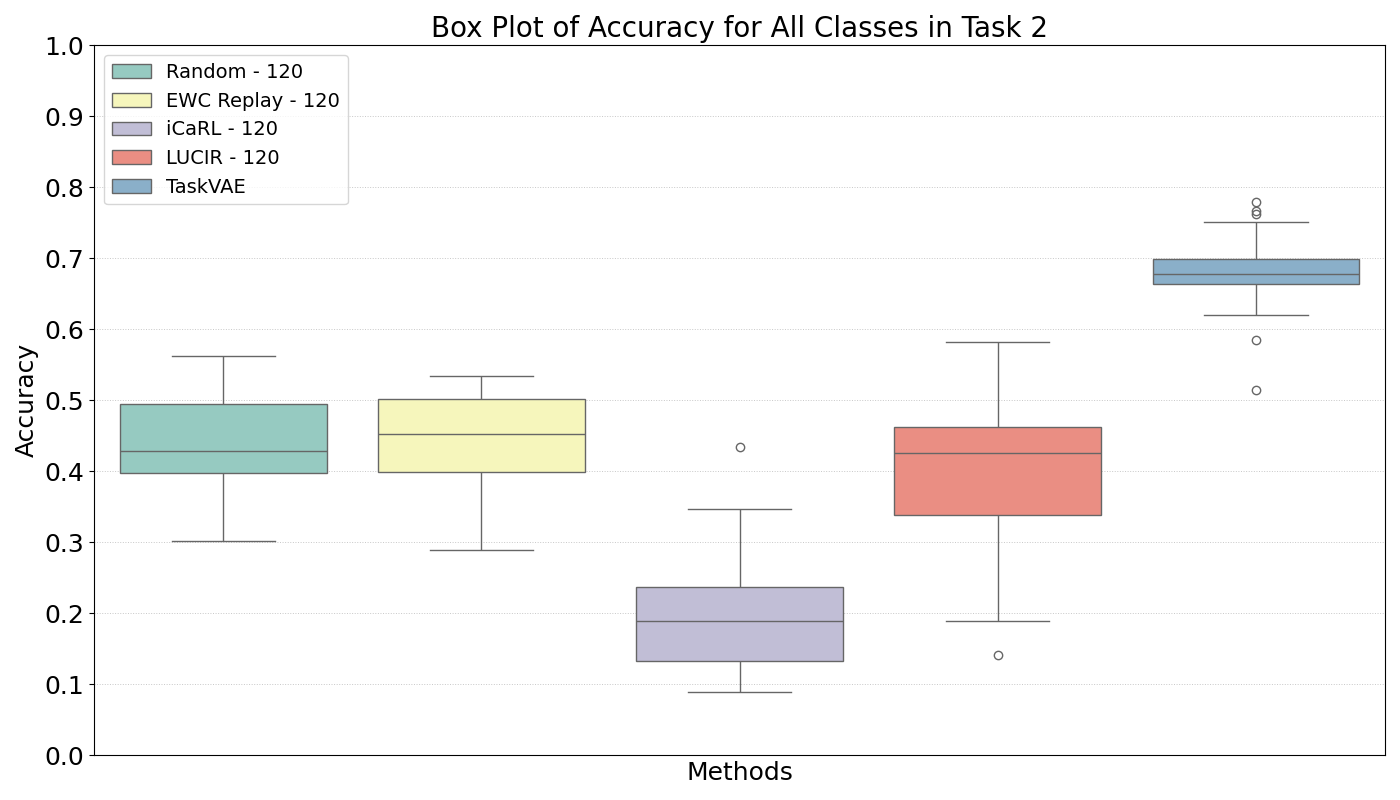 Box Plot of Accuracy for All Classes in Task 2
1.0
0.9
0.8
0.7
0.6
0.5
0.4
0.3
0.2
0.1
0.0
Accuracy
Random - 120
EWC Replay - 120
iCaRL - 120
LUCIR - 120
TaskVAE
Methods